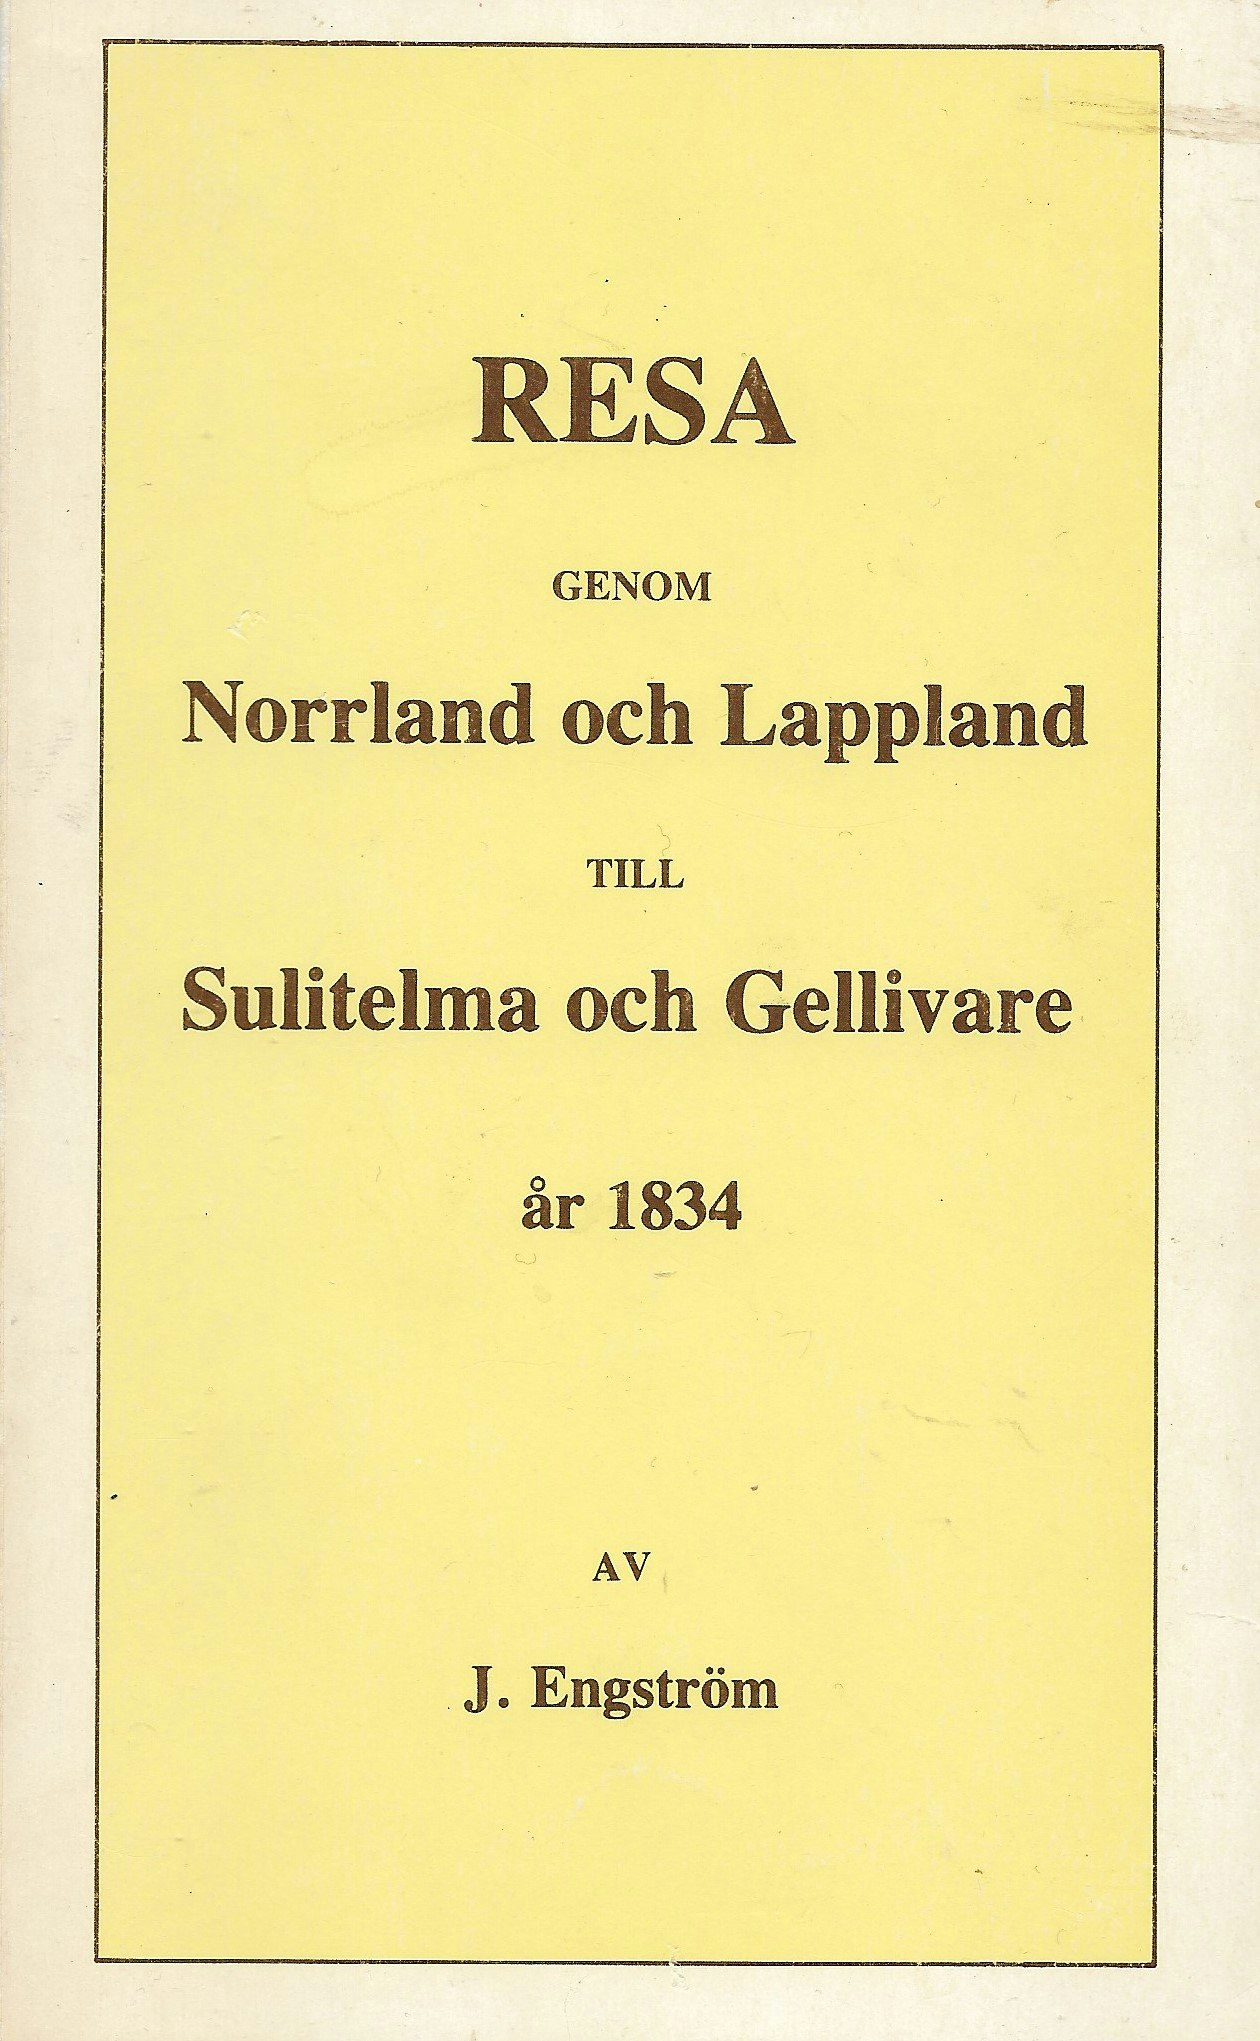 RESA
GENOM
Norrland och Lappland
TILL
Sulitelma och Gellivare
år 1834
AV
J. Engström